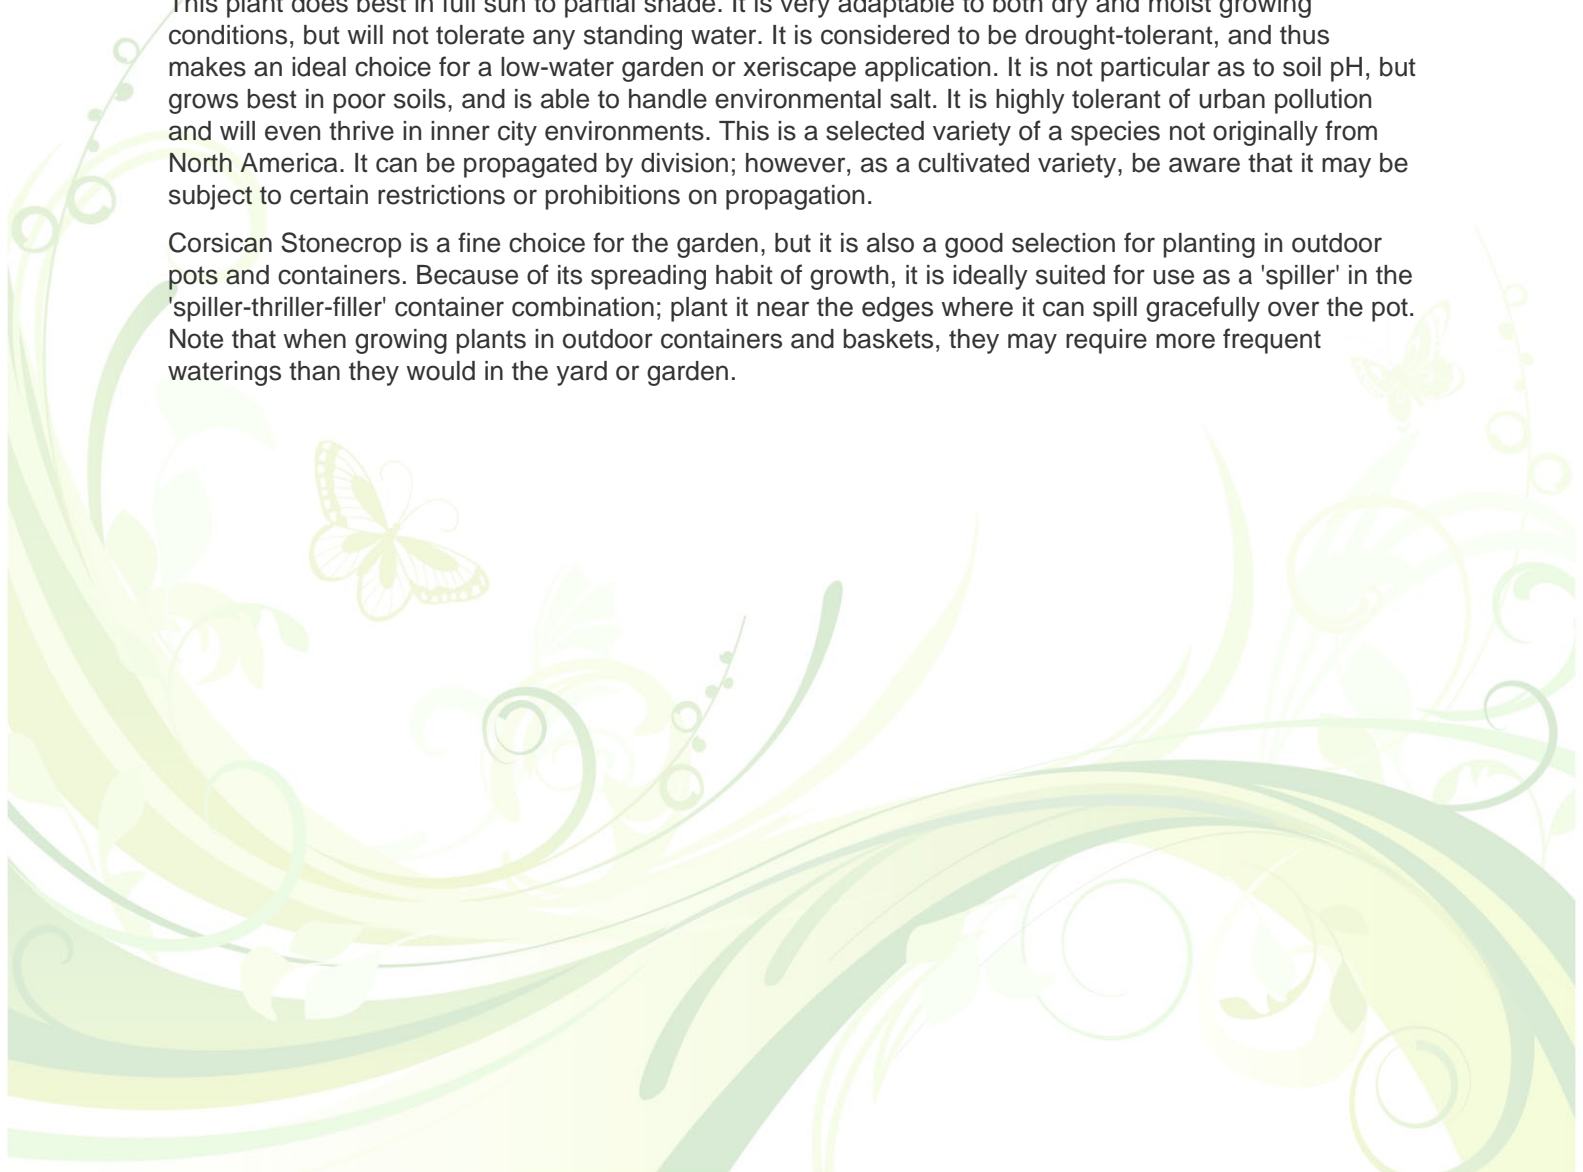 This plant does best in full sun to partial shade. It is very adaptable to both dry and moist growing
conditions, but will not tolerate any standing water. It is considered to be drought-tolerant, and thus
makes an ideal choice for a low-water garden or xeriscape application. It is not particular as to soil pH, but
grows best in poor soils, and is able to handle environmental salt. It is highly tolerant of urban pollution
and will even thrive in inner city environments. This is a selected variety of a species not originally from
North America. It can be propagated by division; however, as a cultivated variety, be aware that it may be
subject to certain restrictions or prohibitions on propagation.
Corsican Stonecrop is a fine choice for the garden, but it is also a good selection for planting in outdoor
pots and containers. Because of its spreading habit of growth, it is ideally suited for use as a 'spiller' in the
'spiller-thriller-filler' container combination; plant it near the edges where it can spill gracefully over the pot.
Note that when growing plants in outdoor containers and baskets, they may require more frequent
waterings than they would in the yard or garden.